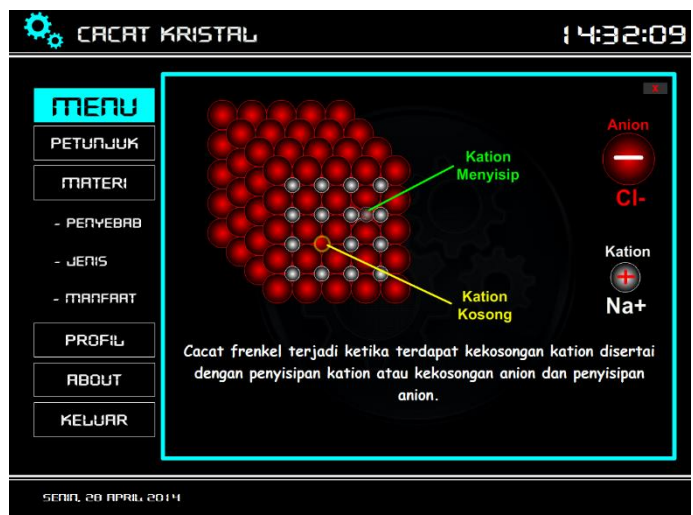 CACAT KRISTAL
14:32:09
MENU
PETUNJUK
MATERI
- PENYEBAB
- JENIS
- MANFAAT
PROFIL
ABOUT
KELUAR
x
Kation
Menyisip
Kation
Kosong
Anion
Cl-
Kation
Na+
Cacat frenkel terjadi ketika terdapat kekosongan kation disertai
dengan penyisipan kation atau kekosongan anion dan penyisipan
anion.
SENIN, 28 APRIL 2014